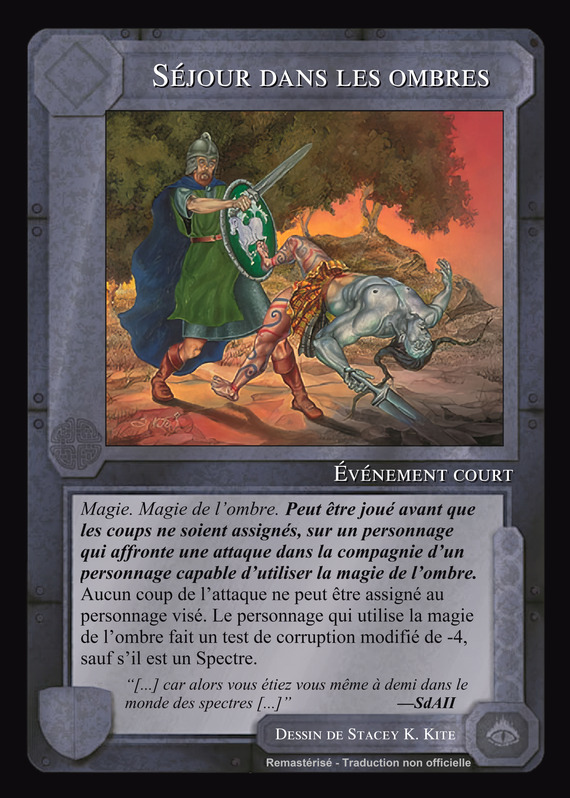 Séjour dans les ombres
Événement court
Magie. Magie de l'ombre. Peut être joué avant que
les coups ne soient assignés, sur un personnage
qui affronte une attaque dans la compagnie d'un
personnage capable d'utiliser la magie de l'ombre.
Aucun coup de l'attaque ne peut être assigné au
personnage visé. Le personnage qui utilise la magie
de l'ombre fait un test de corruption modifié de -4,
sauf s'il est un Spectre.
“[...] car alors vous étiez vous même à demi dans le
monde des spectres [...]” —SdAII
Dessin de Stacey K. Kite
Remastérisé - Traduction non officielle